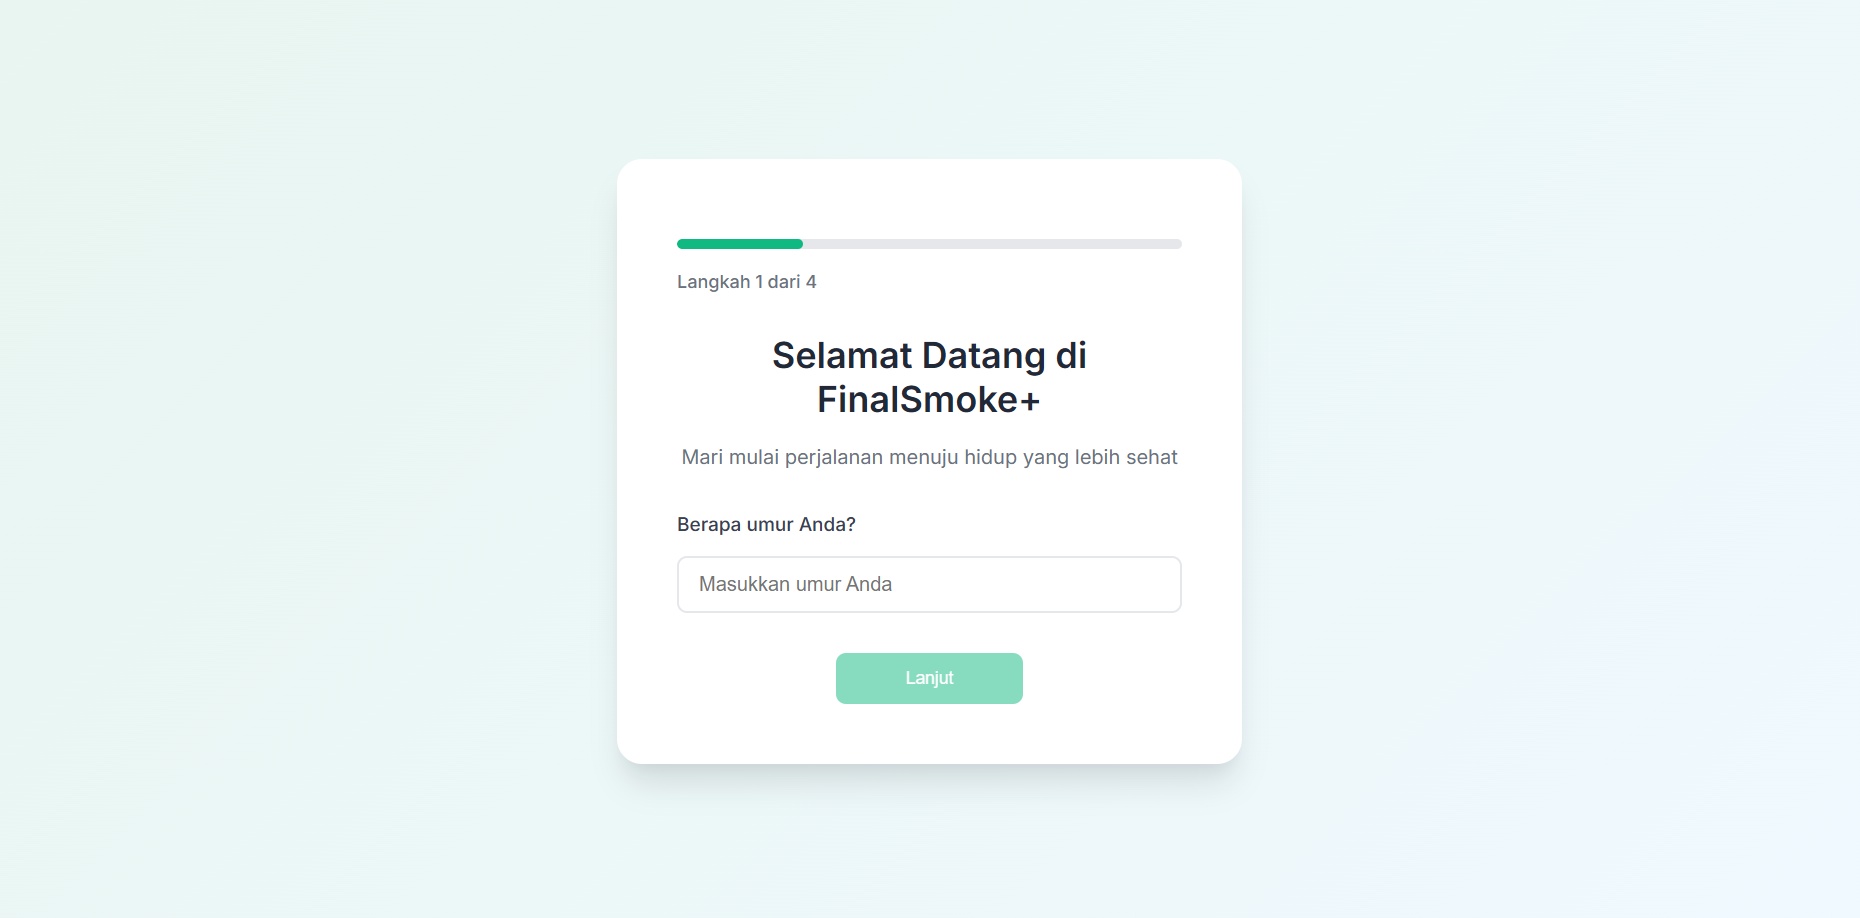 Langkah 1 dari 4
Selamat Datang di
FinalSmoke+
Mari mulai perjalanan menuju hidup yang lebih sehat
Berapa umur Anda?
Masukkan umur Anda
Lanjut